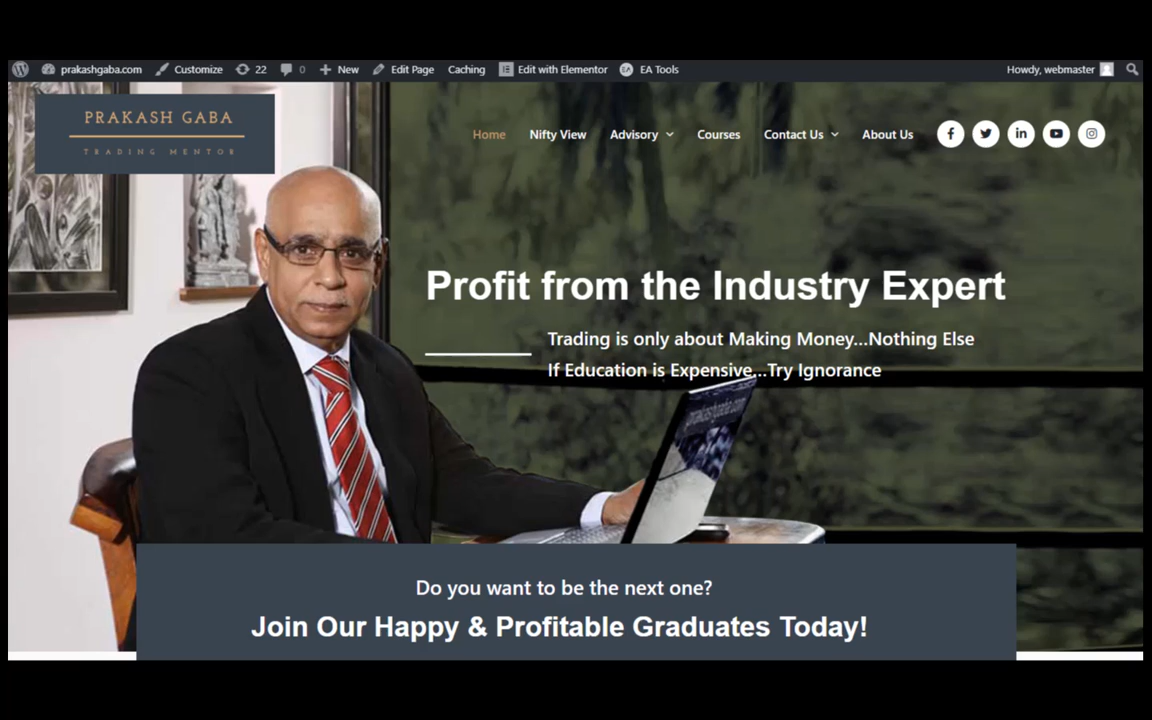 prakashgaba.com Customize 22 0 New Edit Page Caching Edit with Elementor EA Tools Howdy, webmaster
PRAKASH GABA
TRADING MENTOR
Home Nifty View Advisory Courses Contact Us About Us
Profit from the Industry Expert
Trading is only about Making Money...Nothing Else
If Education is Expensive...Try Ignorance
prakashgaba.com
Do you want to be the next one?
Join Our Happy & Profitable Graduates Today!